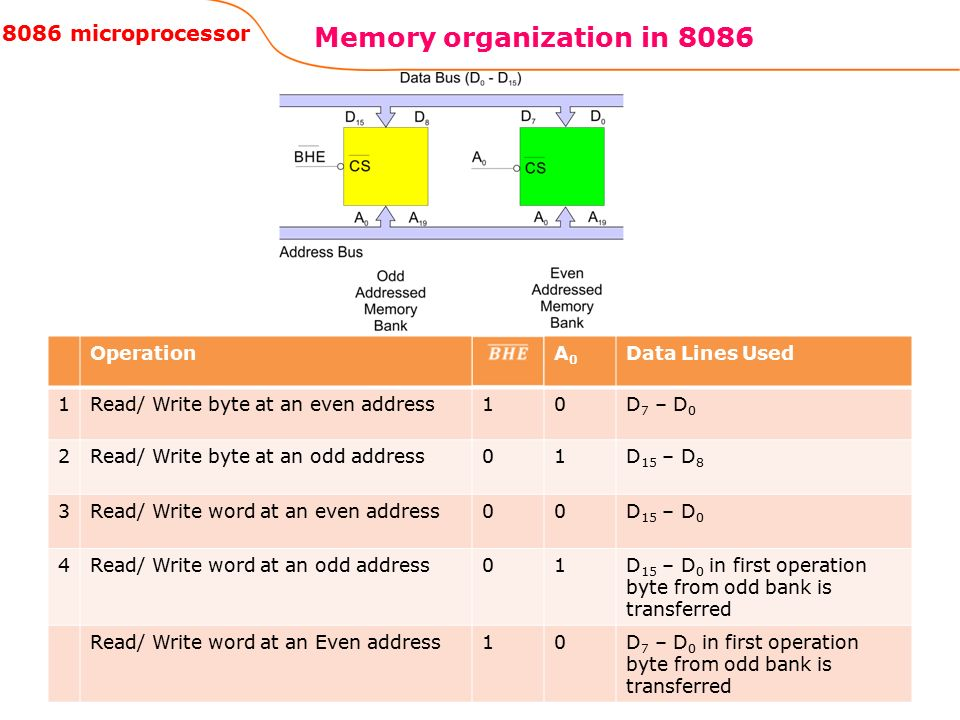 8086 microprocessor
Memory organization in 8086
Data Bus (D₀ - D₁₅)
D₁₅ D₈ D₇ D₀
B̅H̅E̅ C̅S̅ A₀ C̅S̅
A₀ A₁₉ A₀ A₁₉
Address Bus
Odd
Addressed
Memory
Bank
Even
Addressed
Memory
Bank
Operation B̅H̅E̅ A₀ Data Lines Used
1 Read/ Write byte at an even address 1 0 D₇ – D₀
2 Read/ Write byte at an odd address 0 1 D₁₅ – D₈
3 Read/ Write word at an even address 0 0 D₁₅ – D₀
4 Read/ Write word at an odd address 0 1 D₁₅ – D₀ in first operation
byte from odd bank is
transferred
Read/ Write word at an Even address 1 0 D₇ – D₀ in first operation
byte from odd bank is
transferred